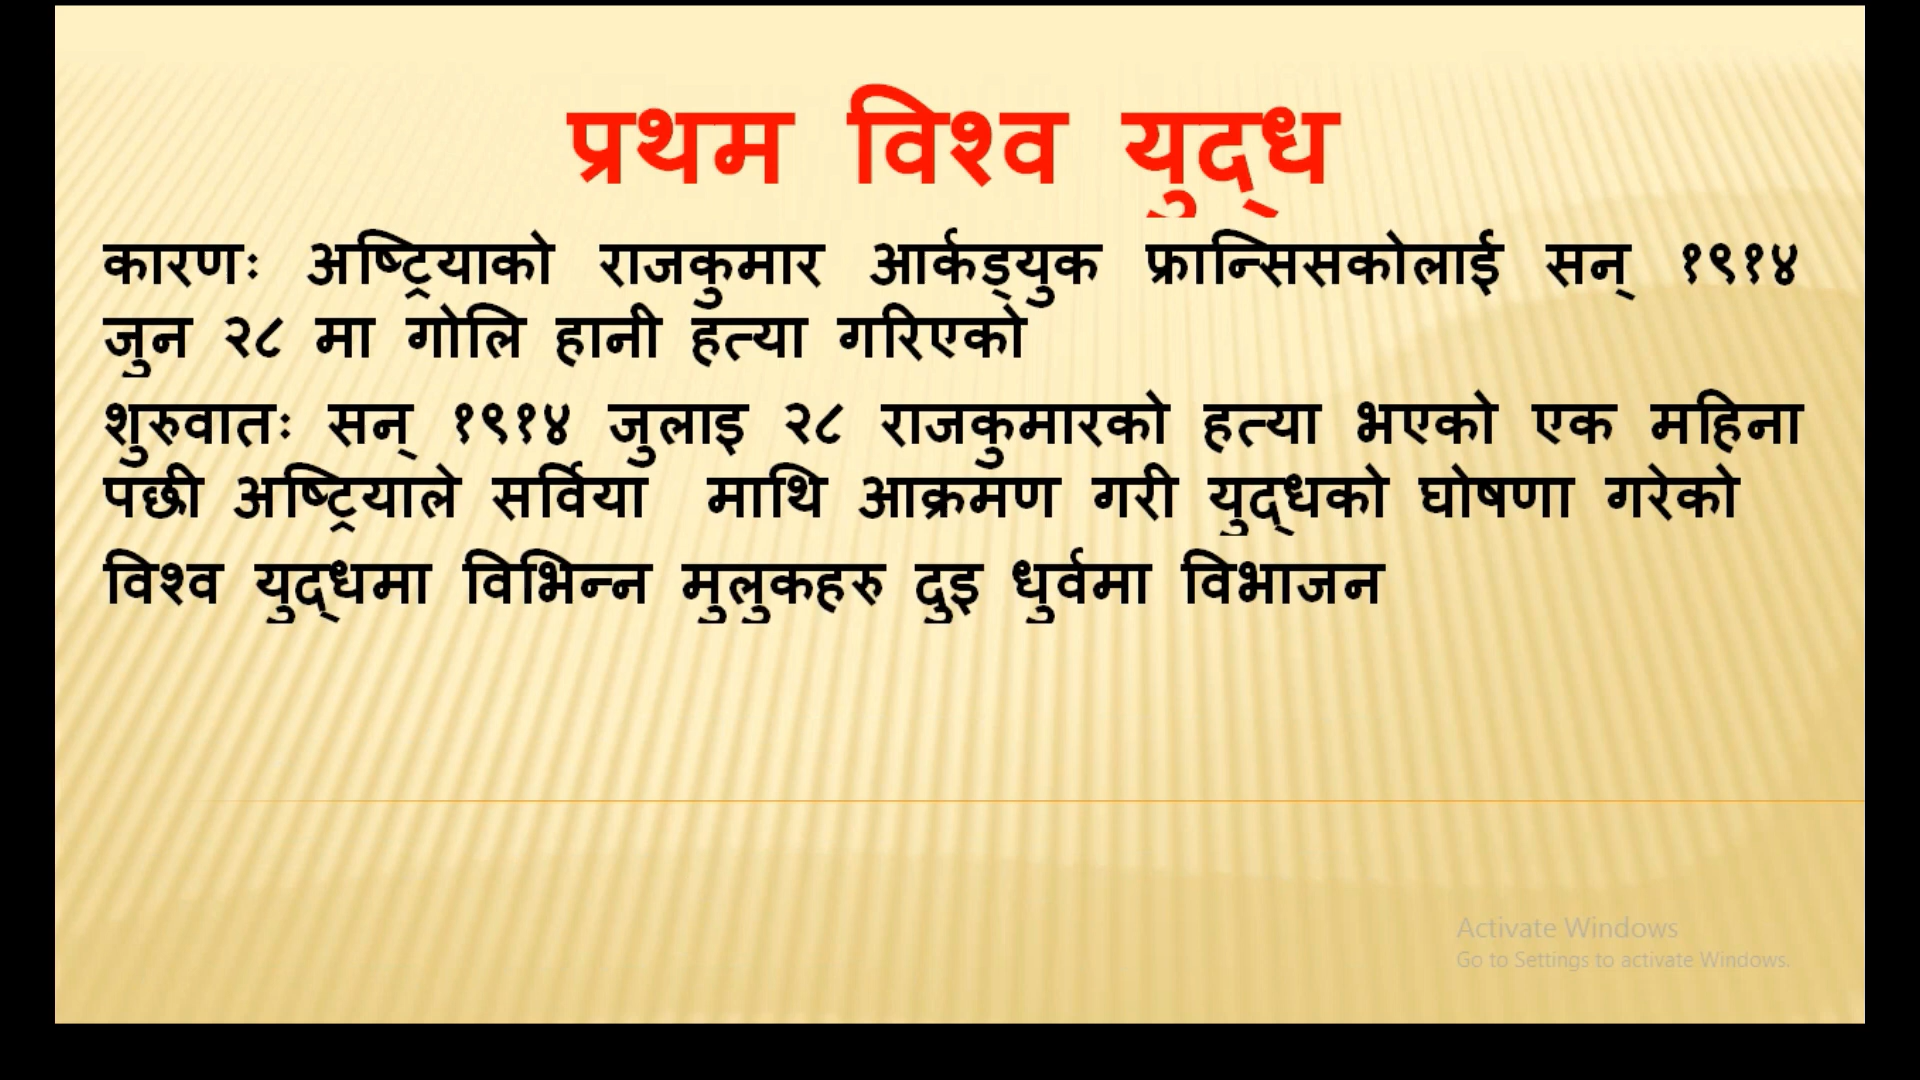 प्रथम विश्व युद्ध
कारणः अष्ट्रियाको राजकुमार आर्कड्युक फ्रान्सिसकोलाई सन् १९१४
जुन २८ मा गोलि हानी हत्या गरिएको
शुरुवातः सन् १९१४ जुलाइ २८ राजकुमारको हत्या भएको एक महिना
पछी अष्ट्रियाले सर्विया माथि आक्रमण गरी युद्धको घोषणा गरेको
विश्व युद्धमा विभिन्न मुलुकहरु दुइ धुर्वमा विभाजन
Activate Windows
Go to Settings to activate Windows.